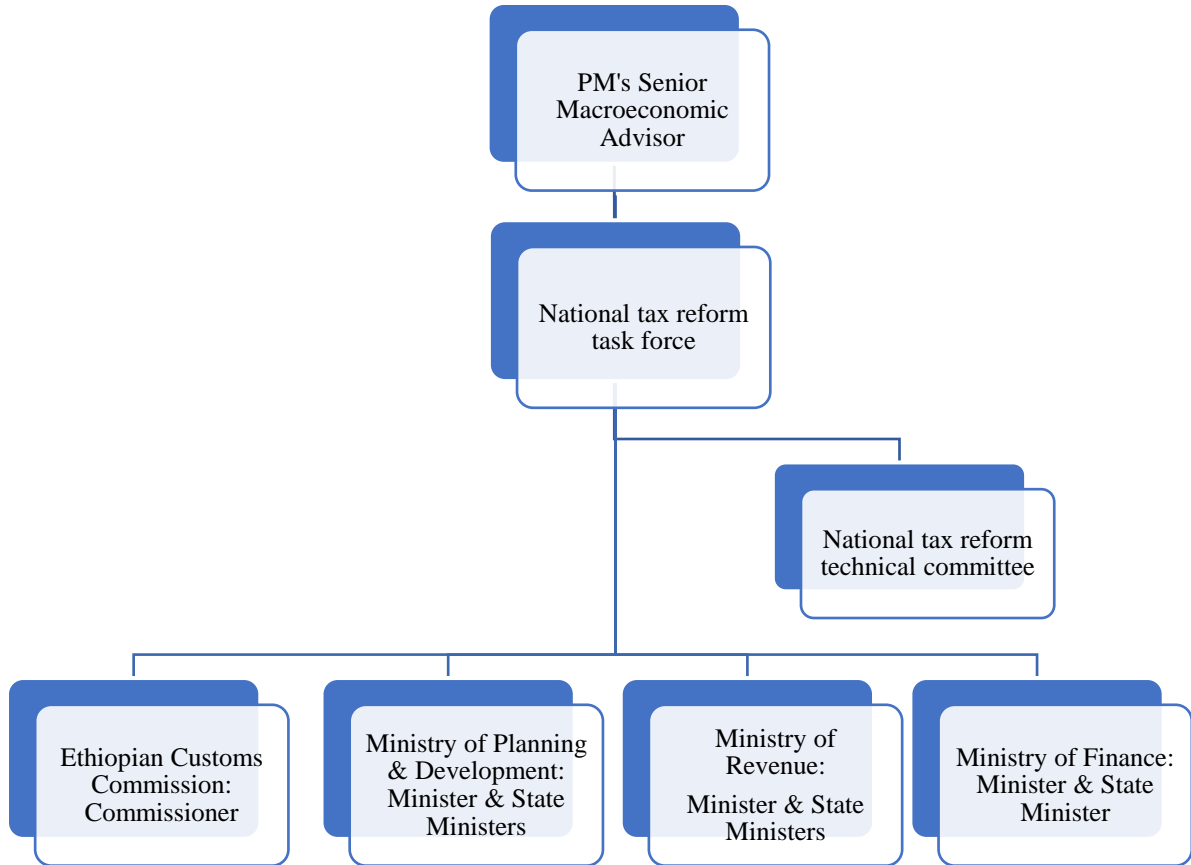 PM's Senior
Macroeconomic
Advisor
National tax reform
task force
National tax reform
technical committee
Ethiopian Customs
Commission:
Commissioner
Ministry of Planning
& Development:
Minister & State
Ministers
Ministry of
Revenue:
Minister & State
Ministers
Ministry of Finance:
Minister & State
Minister